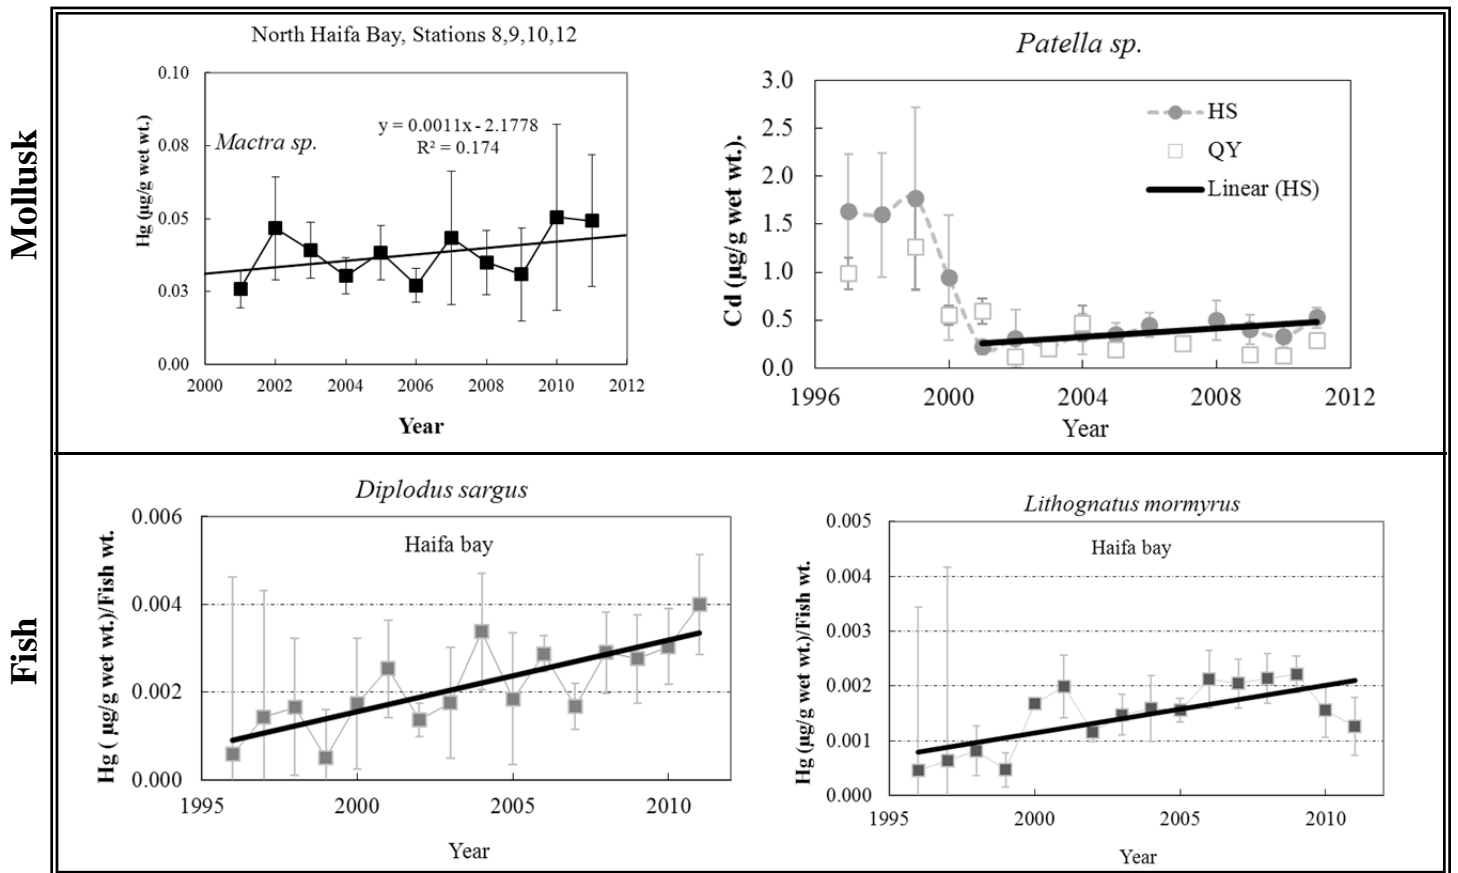 Mollusk
North Haifa Bay, Stations 8,9,10,12
Hg (µg/g wet wt.)
0.10
0.08
0.05
0.03
0.00
Mactra sp.
y = 0.0011x - 2.1778
R² = 0.174
2000 2002 2004 2006 2008 2010 2012
Year
Patella sp.
Cd (µg/g wet wt.).
3.0
2.5
2.0
1.5
1.0
0.5
0.0
HS
QY
Linear (HS)
1996 2000 2004 2008 2012
Year
Fish
Diplodus sargus
Hg ( µg/g wet wt.)/Fish wt.
0.006
0.004
0.002
0.000
Haifa bay
1995 2000 2005 2010
Year
Lithognatus mormyrus
Hg (µg/g wet wt.)/Fish wt.
0.005
0.004
0.003
0.002
0.001
0.000
Haifa bay
1995 2000 2005 2010
Year